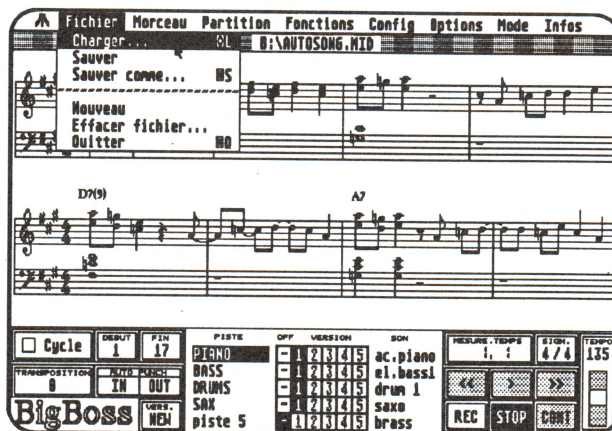 Fichier Morceau Partition Fonctions Config Options Mode Infos
Charger... L
B:\AUTOSONG.MID
Sauver
Sauver comme... S
Nouveau
Effacer fichier...
Quitter Q
D7(9) A7
Cycle
DEBUT
1
FIN
17
TRANSPOSITION
0
AUTO PUNCH
IN OUT
BigBoss
VERS.
NEW
PISTE OFF VERSION SON
PIANO - 1 2 3 4 5 ac.piano
BASS - 1 2 3 4 5 el.bass1
DRUMS - 1 2 3 4 5 drum 1
SAX - 1 2 3 4 5 saxo
piste 5 - 1 2 3 4 5 brass
MESURE.TEMPS
1, 1
SIGN.
4/4
TEMPO
135
<< > >>
REC STOP CONT